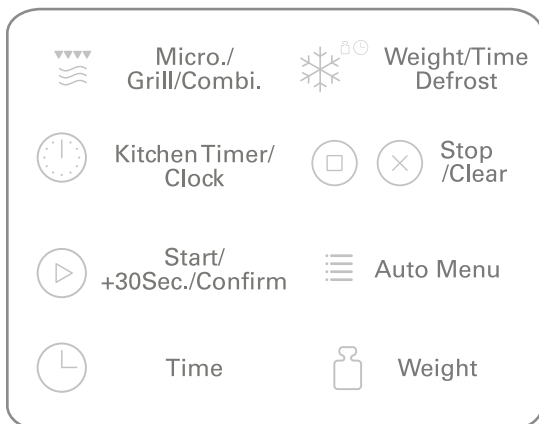 Micro./
Grill/Combi.
Weight/Time
Defrost
Kitchen Timer/
Clock
Stop
/Clear
Start/
+30Sec./Confirm
Auto Menu
Time
Weight